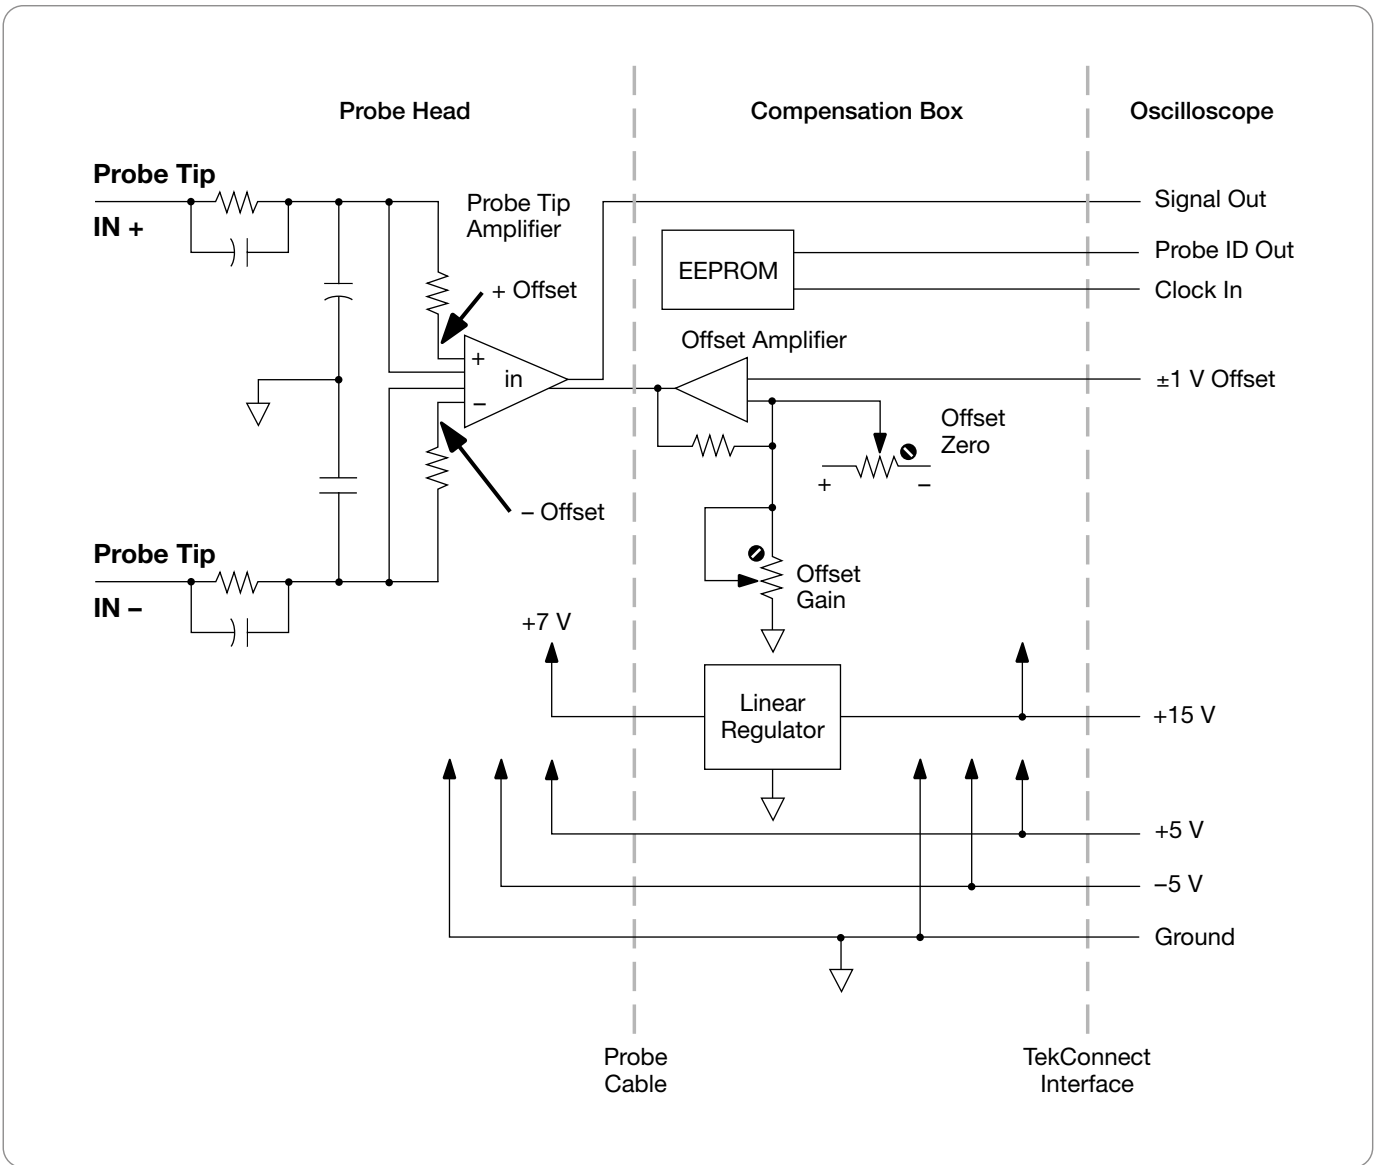 Probe Head
Compensation Box
Oscilloscope
Probe Tip
IN +
Probe Tip
Amplifier
Signal Out
EEPROM
Probe ID Out
Clock In
+ Offset
Offset Amplifier
+
in
−
±1 V Offset
Offset
Zero
+
−
− Offset
Probe Tip
IN −
Offset
Gain
+7 V
Linear
Regulator
+15 V
+5 V
−5 V
Ground
Probe
Cable
TekConnect
Interface